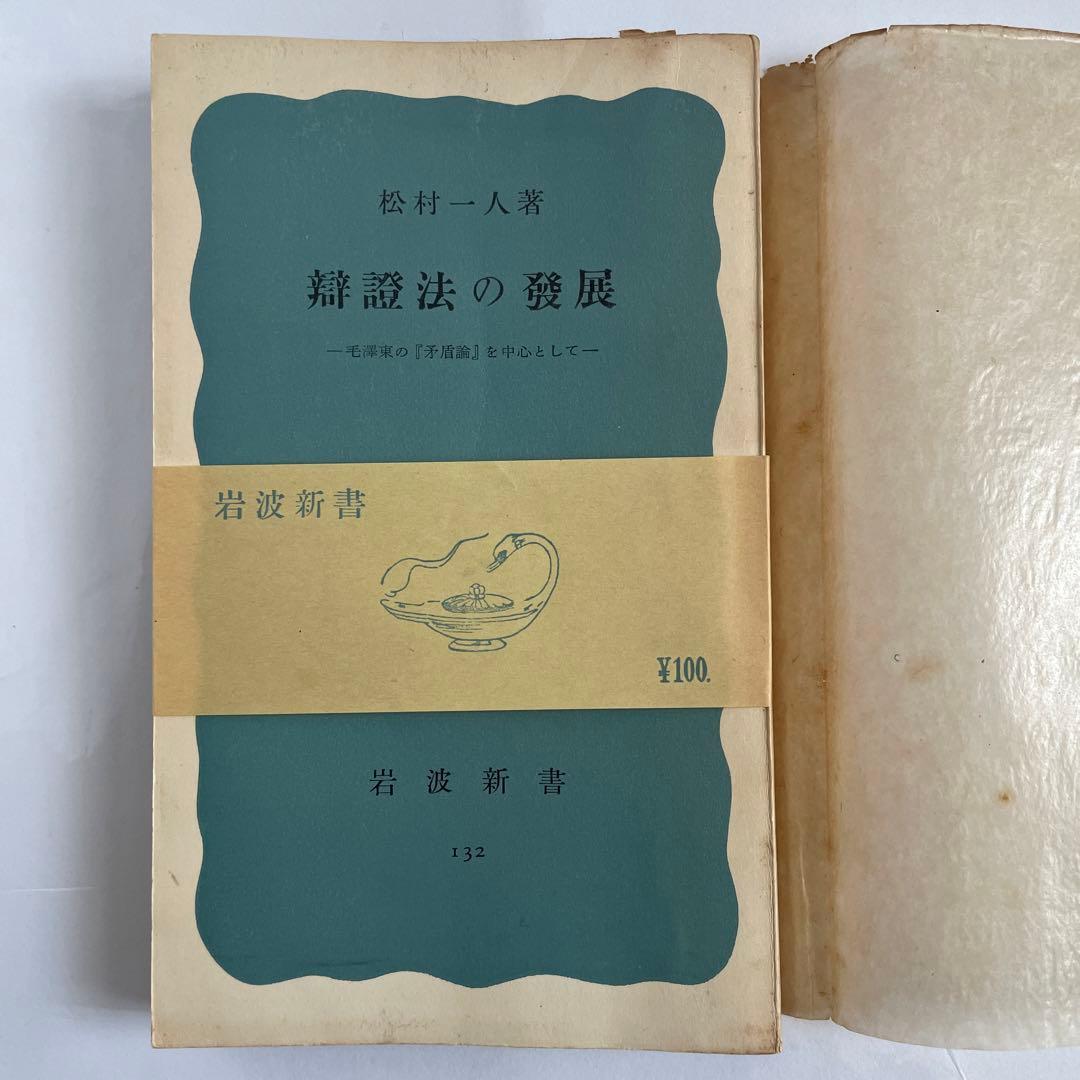 松村一人著
辯證法の發展
―毛澤東の『矛盾論』を中心として―
岩波新書
¥100.
岩波新書
132